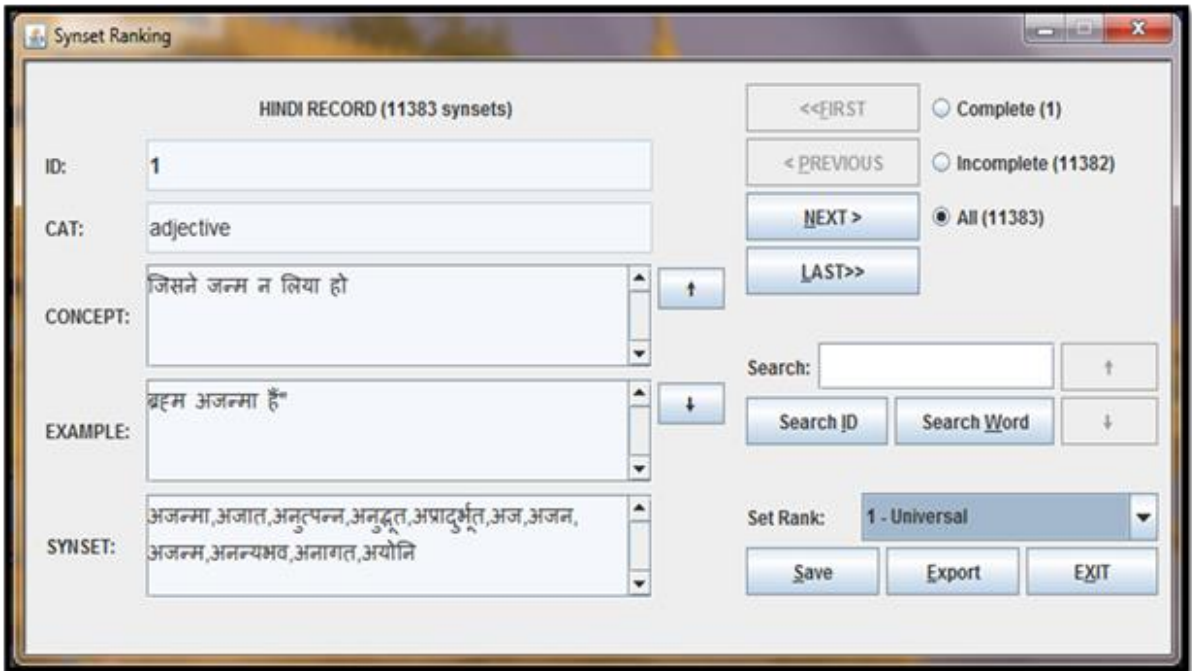 Synset Ranking
HINDI RECORD (11383 synsets)
ID: 1
CAT: adjective
CONCEPT: जिसने जन्म न लिया हो
EXAMPLE: ब्रह्म अजन्मा हैं"
SYNSET: अजन्मा,अजात,अनुत्पन्न,अनुद्भूत,अप्रादुर्भूत,अज,अजन,
अजन्म,अनन्यभव,अनागत,अयोनि
<<FIRST Complete (1)
< PREVIOUS Incomplete (11382)
NEXT > All (11383)
LAST>>
Search:
Search ID Search Word
Set Rank: 1 - Universal
Save Export EXIT